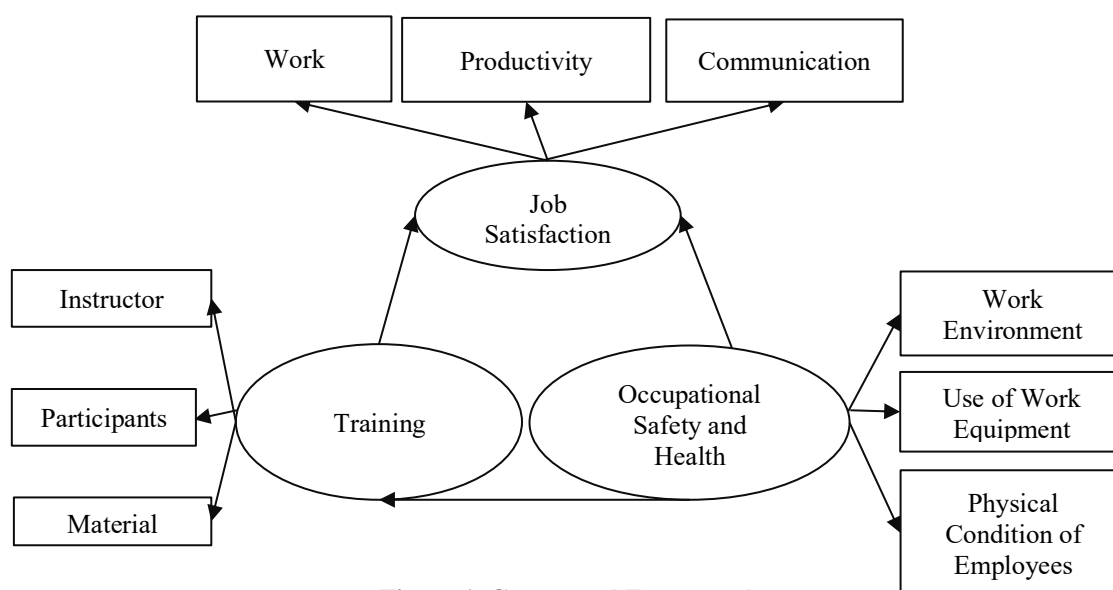 Work
Productivity
Communication
Job
Satisfaction
Instructor
Participants
Material
Training
Occupational
Safety and
Health
Work
Environment
Use of Work
Equipment
Physical
Condition of
Employees